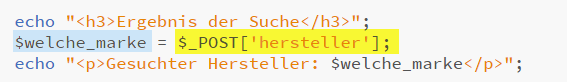 echo "<h3>Ergebnis der Suche</h3>";
$welche_marke = $_POST['hersteller'];
echo "<p>Gesuchter Hersteller: $welche_marke</p>";